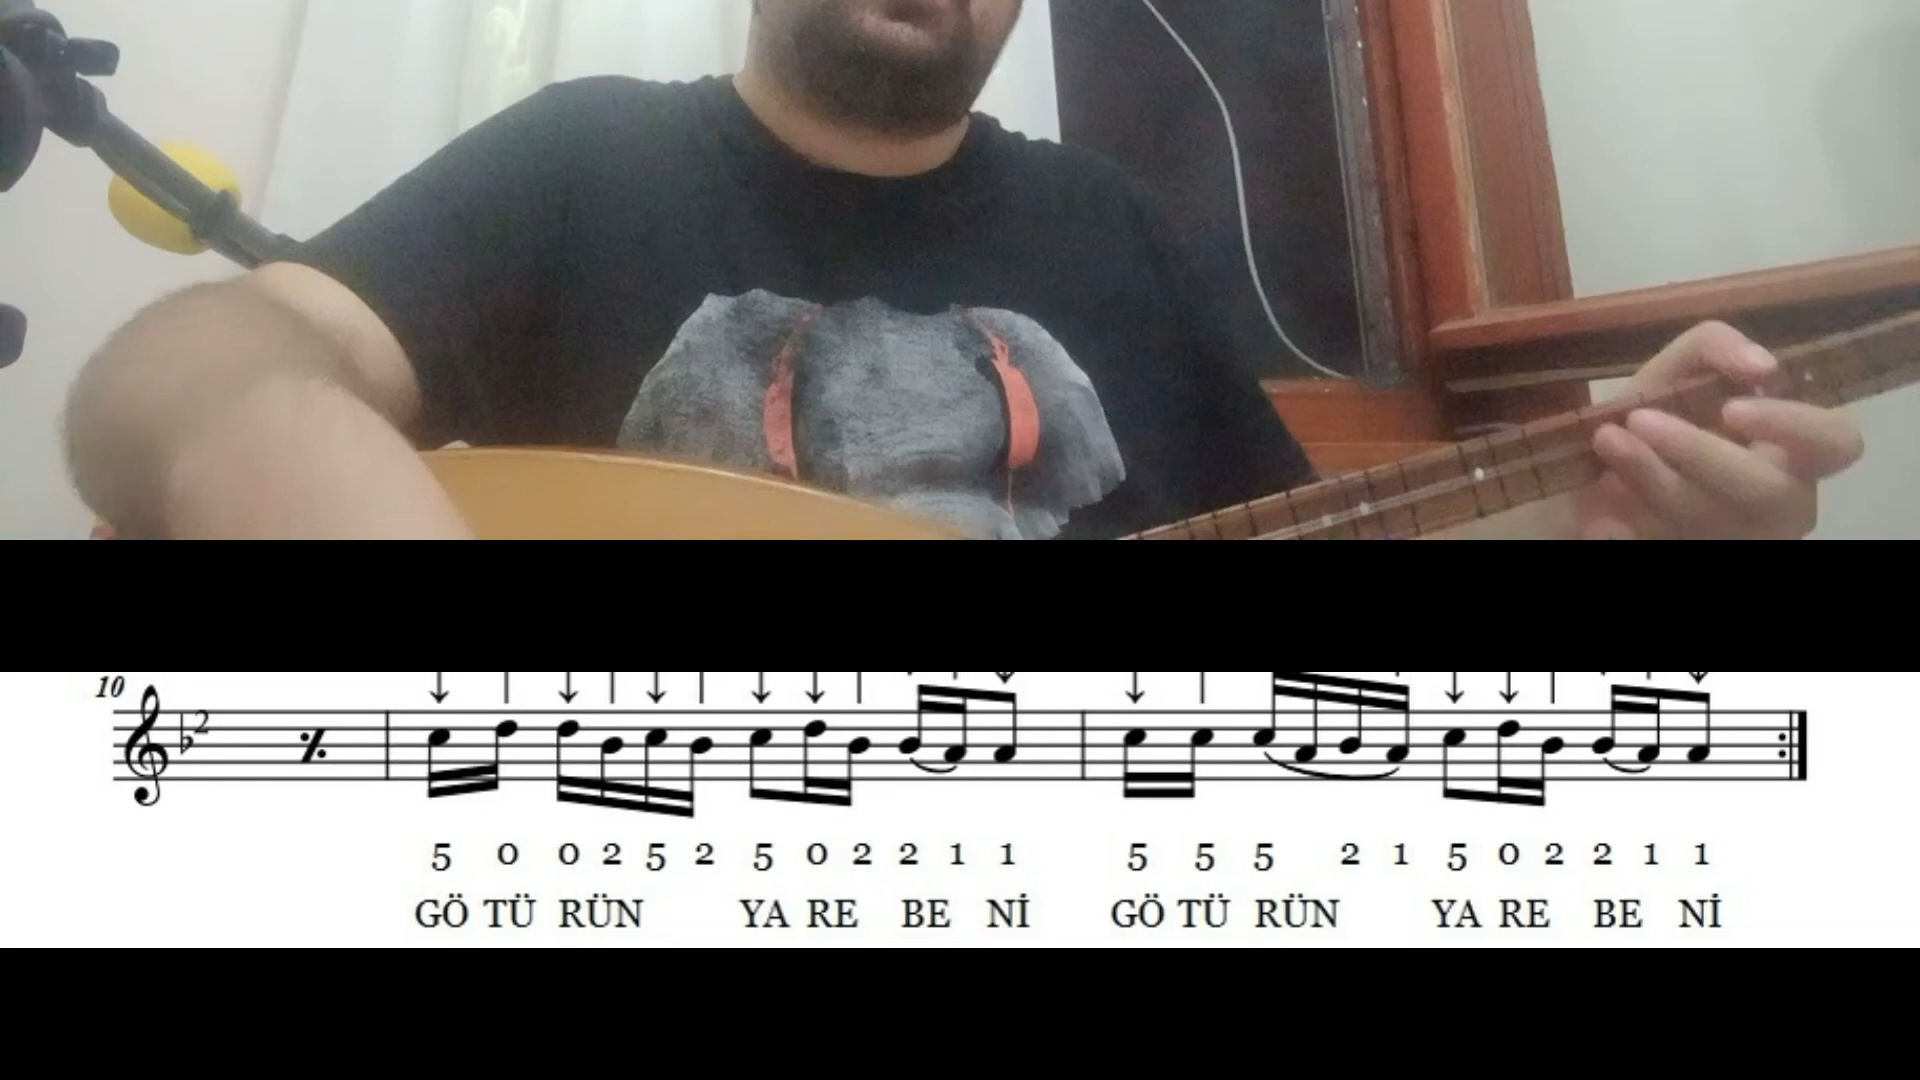 10
2
5 0 0 2 5 2 5 0 2 2 1 1 5 5 5 2 1 5 0 2 2 1 1
GÖ TÜ RÜN YA RE BE Nİ GÖ TÜ RÜN YA RE BE Nİ